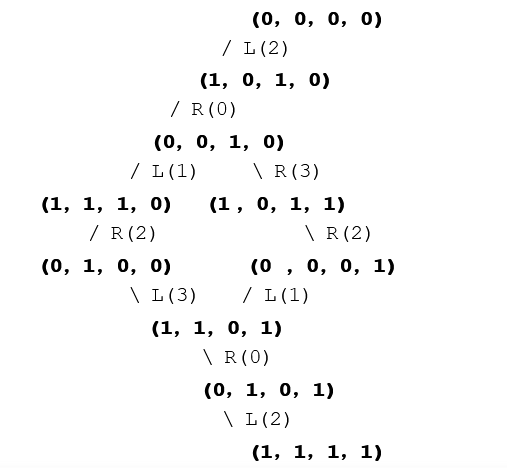 (0, 0, 0, 0)
/ L(2)
(1, 0, 1, 0)
/ R(0)
(0, 0, 1, 0)
/ L(1) \ R(3)
(1, 1, 1, 0) (1 , 0, 1, 1)
/ R(2) \ R(2)
(0, 1, 0, 0) (0 , 0, 0, 1)
\ L(3) / L(1)
(1, 1, 0, 1)
\ R(0)
(0, 1, 0, 1)
\ L(2)
(1, 1, 1, 1)